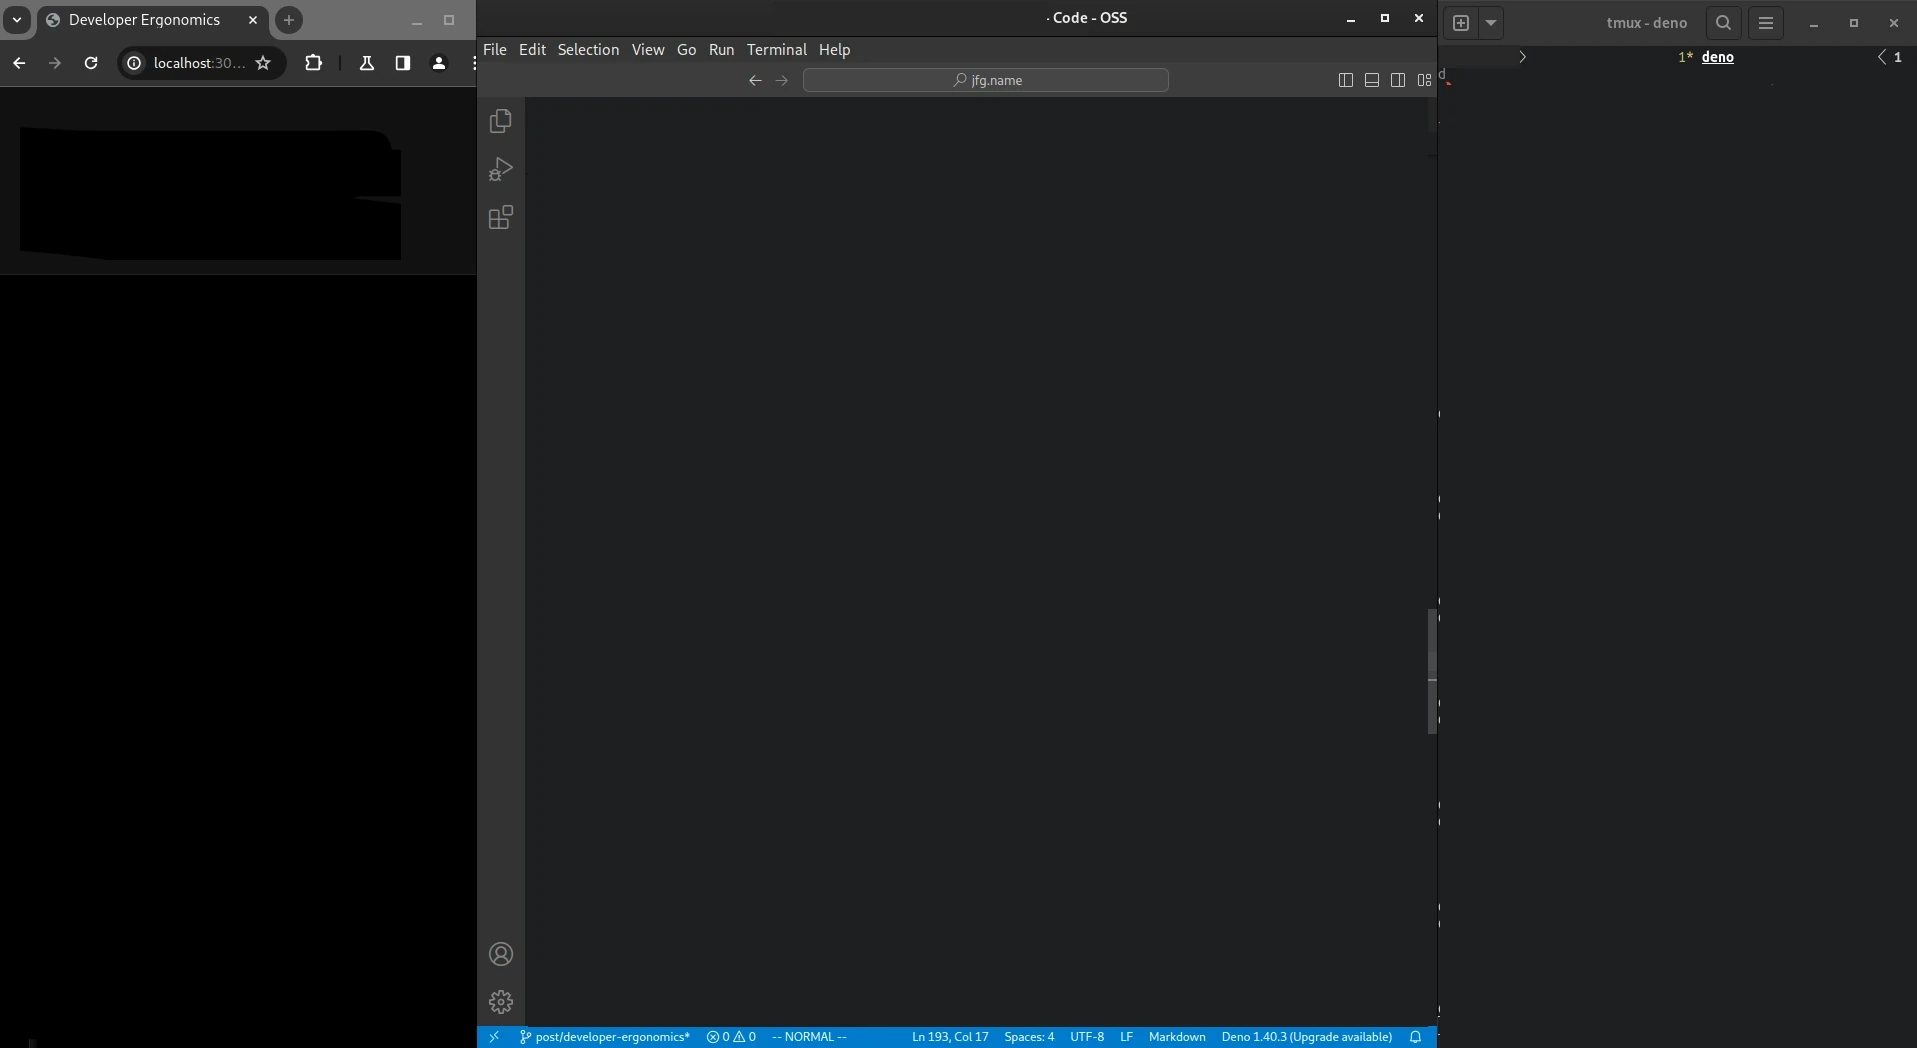 Developer Ergonomics
localhost:30...
Code - OSS
File Edit Selection View Go Run Terminal Help
jfg.name
tmux - deno
1* deno
1
d
post/developer-ergonomics* 0 0 -- NORMAL -- Ln 193, Col 17 Spaces: 4 UTF-8 LF Markdown Deno 1.40.3 (Upgrade available)